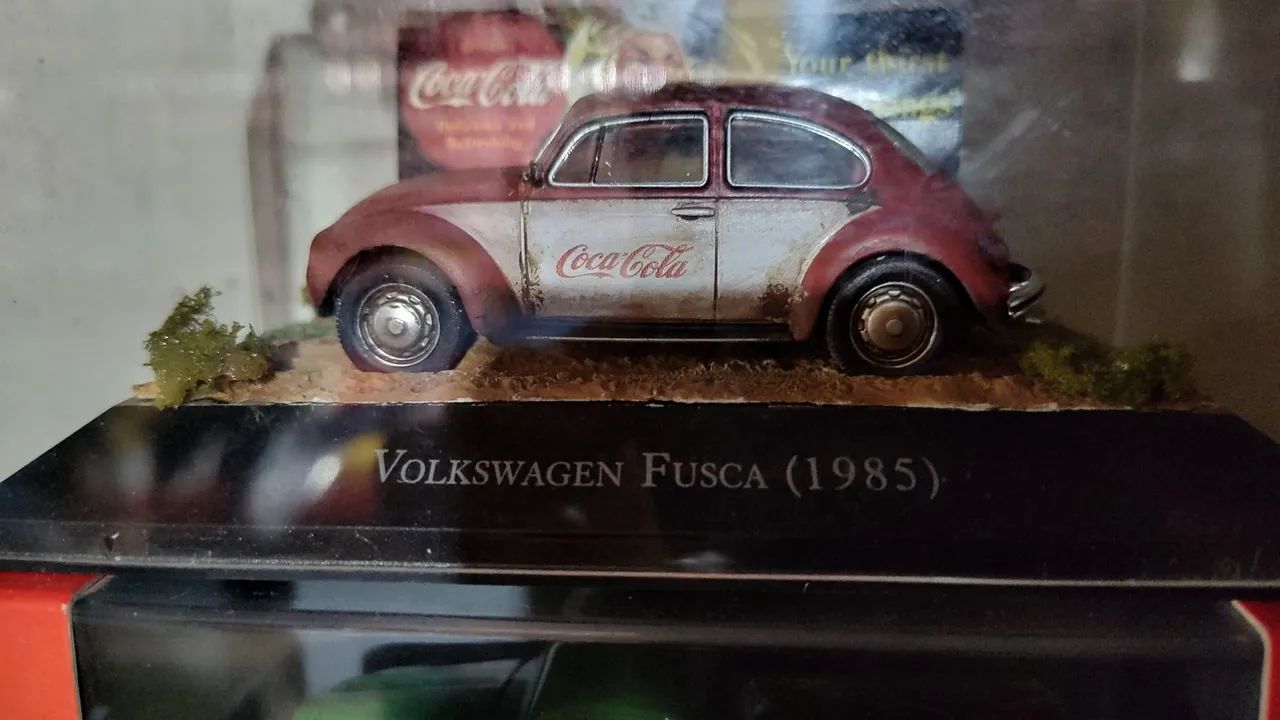 Coca-Cola
Your thirst
Coca-Cola
VOLKSWAGEN FUSCA (1985)